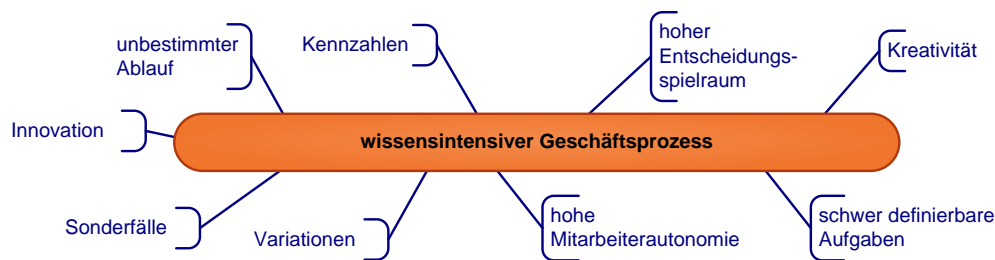 unbestimmter
Ablauf
Kennzahlen
hoher
Entscheidungs-
spielraum
Kreativität
Innovation
wissensintensiver Geschäftsprozess
Sonderfälle
Variationen
hohe
Mitarbeiterautonomie
schwer definierbare
Aufgaben